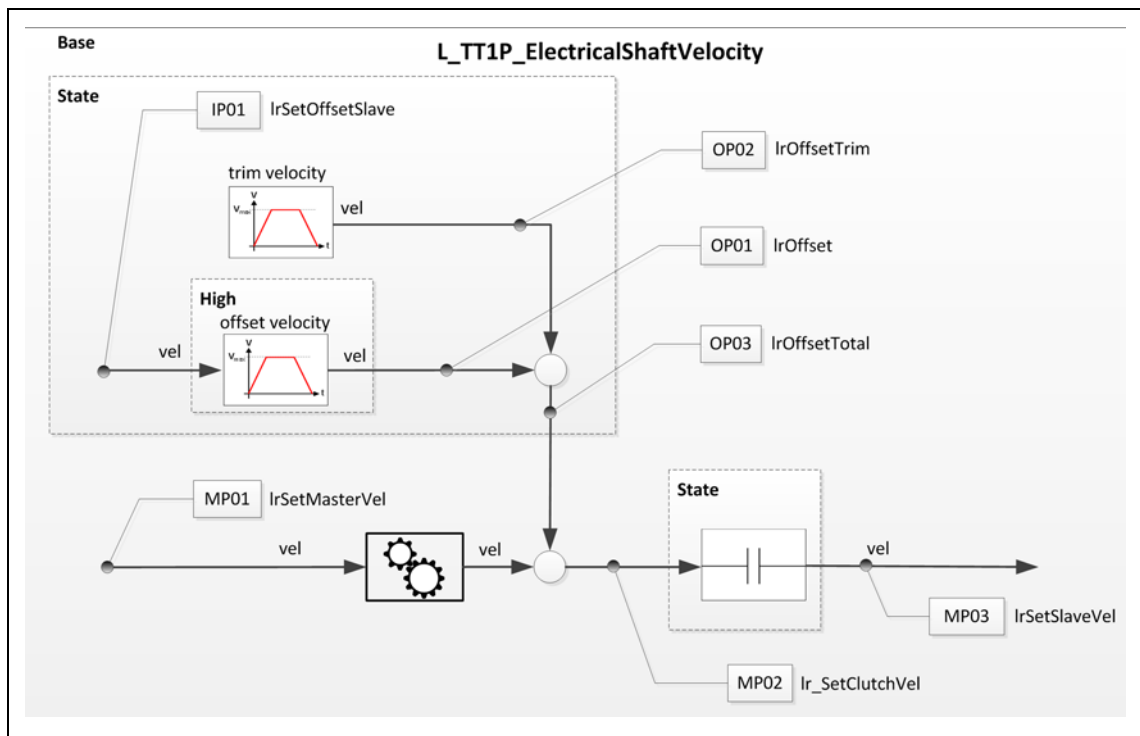 Base
L_TT1P_ElectricalShaftVelocity
State
IP01 lrSetOffsetSlave
OP02 lrOffsetTrim
trim velocity
v
vmax
t
vel
OP01 lrOffset
High
offset velocity
v
vmax
t
vel
vel
OP03 lrOffsetTotal
MP01 lrSetMasterVel
State
vel
vel
vel
MP03 lrSetSlaveVel
MP02 lr_SetClutchVel